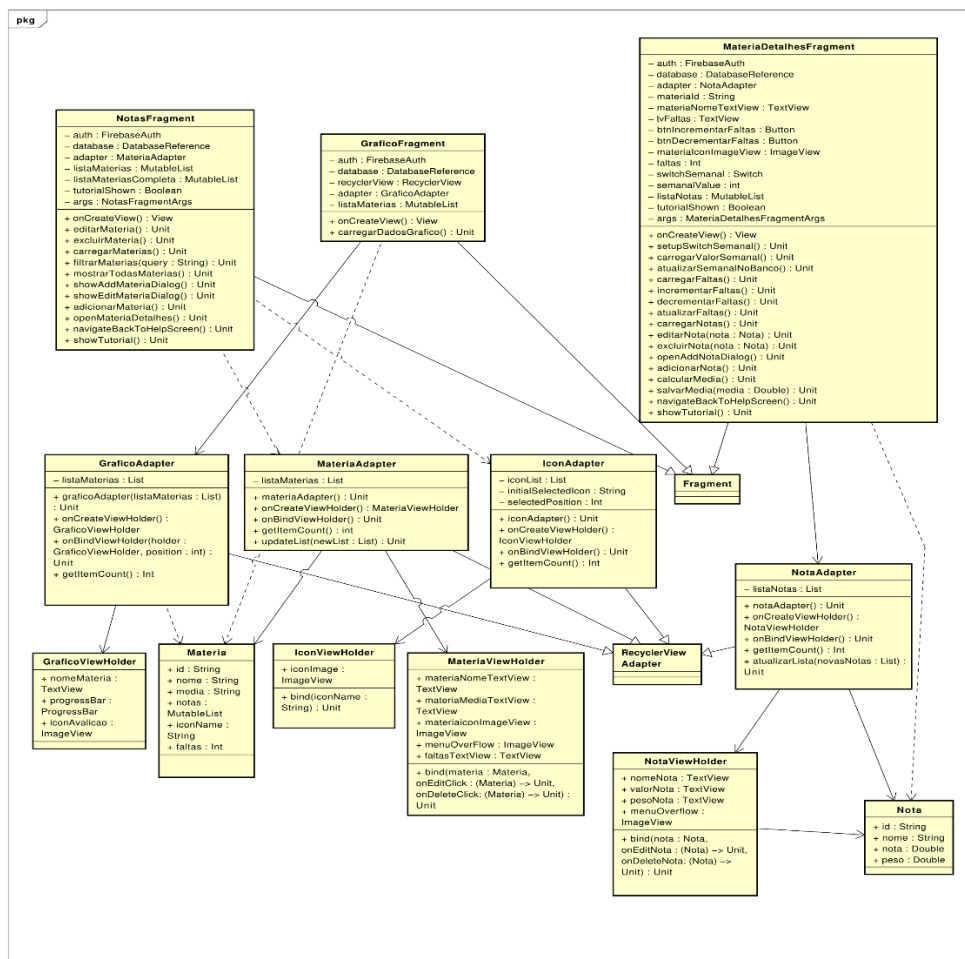 pkg
MateriaDetalhesFragment
– auth : FirebaseAuth
– database : DatabaseReference
– adapter : NotaAdapter
– materiaId : String
– materiaNomeTextView : TextView
– tvFaltas : TextView
– btnIncrementarFaltas : Button
– btnDecrementarFaltas : Button
– materiaIconImageView : ImageView
– faltas : Int
– switchSemanal : Switch
– semanalValue : int
– listaNotas : MutableList
– tutorialShown : Boolean
– args : MateriaDetalhesFragmentArgs
+ onCreateView() : View
+ setupSwitchSemanal() : Unit
+ carregarValorSemanal() : Unit
+ atualizarSemanalNoBanco() : Unit
+ carregarFaltas() : Unit
+ incrementarFaltas() : Unit
+ decrementarFaltas() : Unit
+ atualizarFaltas() : Unit
+ carregarNotas() : Unit
+ editarNota(nota : Nota) : Unit
+ excluirNota(nota : Nota) : Unit
+ openAddNotaDialog() : Unit
+ adicionarNota() : Unit
+ calcularMedia() : Unit
+ salvarMedia(media : Double) : Unit
+ navigateBackToHelpScreen() : Unit
+ showTutorial() : Unit
NotasFragment
– auth : FirebaseAuth
– database : DatabaseReference
– adapter : MateriaAdapter
– listaMaterias : MutableList
– listaMateriasCompleta : MutableList
– tutorialShown : Boolean
– args : NotasFragmentArgs
+ onCreateView() : View
+ editarMateria() : Unit
+ excluirMateria() : Unit
+ carregarMaterias() : Unit
+ filtrarMaterias(query : String) : Unit
+ mostrarTodasMaterias() : Unit
+ showAddMateriaDialog() : Unit
+ showEditMateriaDialog() : Unit
+ adicionarMateria() : Unit
+ openMateriaDetalhes() : Unit
+ navigateBackToHelpScreen() : Unit
+ showTutorial() : Unit
GraficoFragment
– auth : FirebaseAuth
– database : DatabaseReference
– recyclerView : RecyclerView
– adapter : GraficoAdapter
– listaMaterias : MutableList
+ onCreateView() : View
+ carregarDadosGrafico() : Unit
GraficoAdapter
– listaMaterias : List
+ graficoAdapter(listaMaterias : List)
: Unit
+ onCreateViewHolder() :
GraficoViewHolder
+ onBindViewHolder(holder :
GraficoViewHolder, position : int) :
Unit
+ getItemCount() : Int
MateriaAdapter
– listaMaterias : List
+ materiaAdapter() : Unit
+ onCreateViewHolder() : MateriaViewHolder
+ onBindViewHolder() : Unit
+ getItemCount() : int
+ updateList(newList : List) : Unit
IconAdapter
– iconList : List
– initialSelectedIcon : String
– selectedPosition : Int
+ iconAdapter() : Unit
+ onCreateViewHolder() :
IconViewHolder
+ onBindViewHolder() : Unit
+ getItemCount() : Int
Fragment
NotaAdapter
– listaNotas : List
+ notaAdapter() : Unit
+ onCreateViewHolder() :
NotaViewHolder
+ onBindViewHolder() : Unit
+ getItemCount() : Int
+ atualizarLista(novasNotas : List) :
Unit
GraficoViewHolder
+ nomeMateria :
TextView
+ progressBar :
ProgressBar
+ iconAvalicao :
ImageView
Materia
+ id : String
+ nome : String
+ media : String
+ notas :
MutableList
+ iconName :
String
+ faltas : Int
IconViewHolder
+ iconImage :
ImageView
+ bind(iconName :
String) : Unit
MateriaViewHolder
+ materiaNomeTextView :
TextView
+ materiaMediaTextView :
TextView
+ materiaiconImageView :
ImageView
+ menuOverFlow : ImageView
+ faltasTextView : TextView
+ bind(materia : Materia,
onEditClick : (Materia) –> Unit,
onDeleteClick: (Materia) –> Unit) :
Unit
RecyclerView
Adapter
NotaViewHolder
+ nomeNota : TextView
+ valorNota : TextView
+ pesoNota : TextView
+ menuOverflow :
ImageView
+ bind(nota : Nota,
onEditNota : (Nota) –> Unit,
onDeleteNota: (Nota) –>
Unit) : Unit
Nota
+ id : String
+ nome : String
+ nota : Double
+ peso : Double